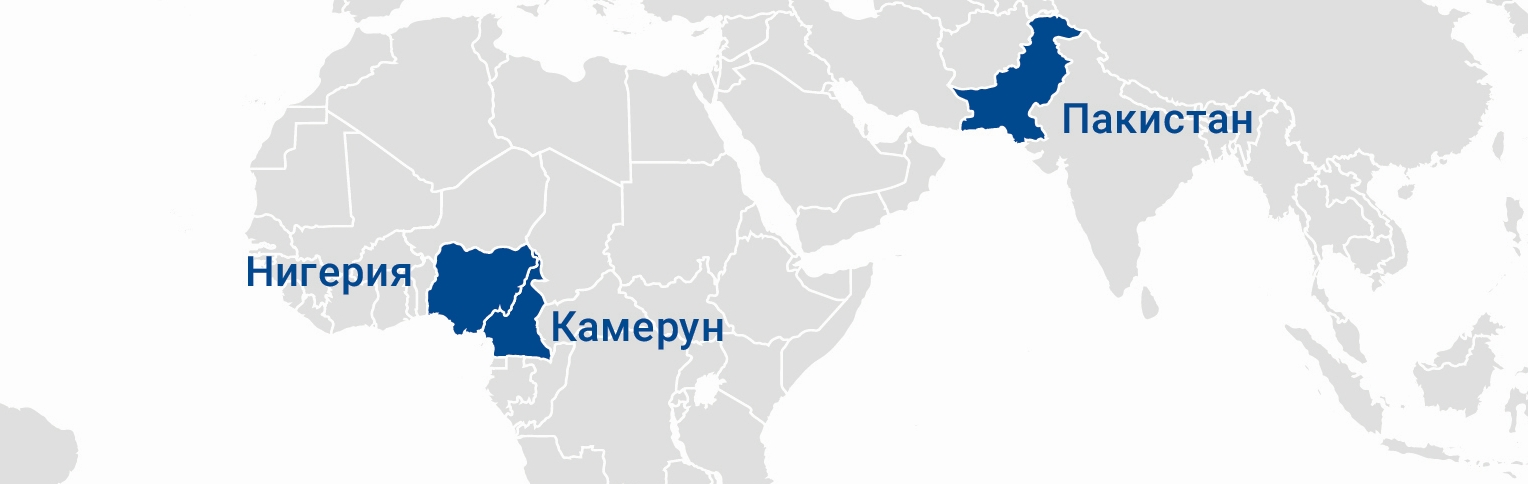 Пакистан
Нигерия
Камерун